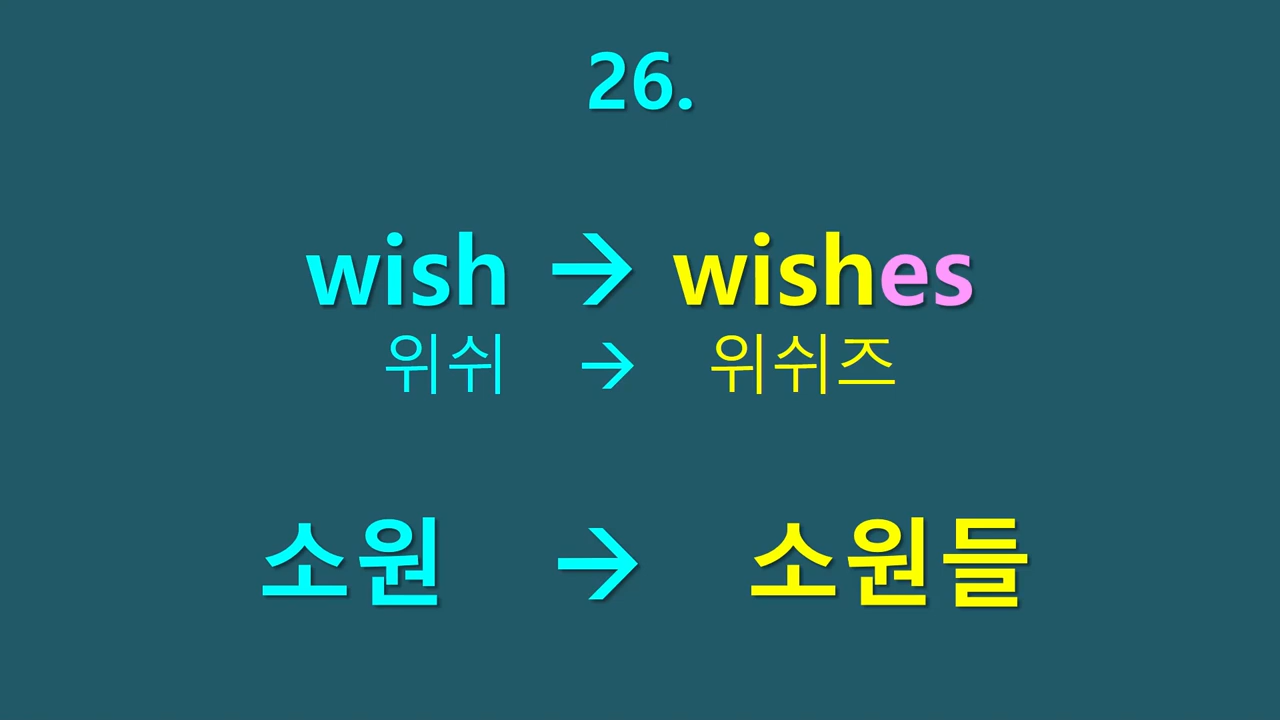 26.
wish → wishes
위쉬 → 위쉬즈
소원 → 소원들